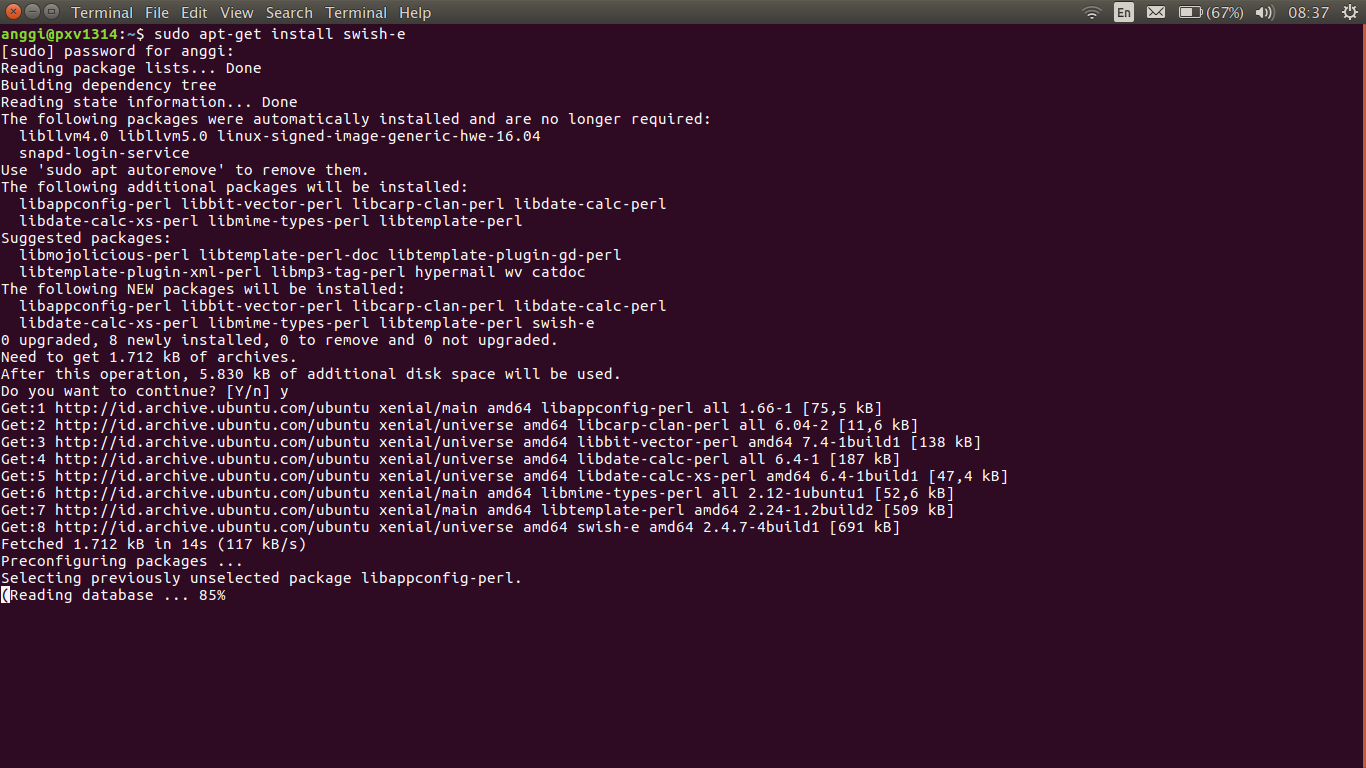 Terminal File Edit View Search Terminal Help En (67%) 08:37
anggi@pxv1314:~$ sudo apt-get install swish-e
[sudo] password for anggi:
Reading package lists... Done
Building dependency tree
Reading state information... Done
The following packages were automatically installed and are no longer required:
  libllvm4.0 libllvm5.0 linux-signed-image-generic-hwe-16.04
  snapd-login-service
Use 'sudo apt autoremove' to remove them.
The following additional packages will be installed:
  libappconfig-perl libbit-vector-perl libcarp-clan-perl libdate-calc-perl
  libdate-calc-xs-perl libmime-types-perl libtemplate-perl
Suggested packages:
  libmojolicious-perl libtemplate-perl-doc libtemplate-plugin-gd-perl
  libtemplate-plugin-xml-perl libmp3-tag-perl hypermail wv catdoc
The following NEW packages will be installed:
  libappconfig-perl libbit-vector-perl libcarp-clan-perl libdate-calc-perl
  libdate-calc-xs-perl libmime-types-perl libtemplate-perl swish-e
0 upgraded, 8 newly installed, 0 to remove and 0 not upgraded.
Need to get 1.712 kB of archives.
After this operation, 5.830 kB of additional disk space will be used.
Do you want to continue? [Y/n] y
Get:1 http://id.archive.ubuntu.com/ubuntu xenial/main amd64 libappconfig-perl all 1.66-1 [75,5 kB]
Get:2 http://id.archive.ubuntu.com/ubuntu xenial/universe amd64 libcarp-clan-perl all 6.04-2 [11,6 kB]
Get:3 http://id.archive.ubuntu.com/ubuntu xenial/universe amd64 libbit-vector-perl amd64 7.4-1build1 [138 kB]
Get:4 http://id.archive.ubuntu.com/ubuntu xenial/universe amd64 libdate-calc-perl all 6.4-1 [187 kB]
Get:5 http://id.archive.ubuntu.com/ubuntu xenial/universe amd64 libdate-calc-xs-perl amd64 6.4-1build1 [47,4 kB]
Get:6 http://id.archive.ubuntu.com/ubuntu xenial/main amd64 libmime-types-perl all 2.12-1ubuntu1 [52,6 kB]
Get:7 http://id.archive.ubuntu.com/ubuntu xenial/main amd64 libtemplate-perl amd64 2.24-1.2build2 [509 kB]
Get:8 http://id.archive.ubuntu.com/ubuntu xenial/universe amd64 swish-e amd64 2.4.7-4build1 [691 kB]
Fetched 1.712 kB in 14s (117 kB/s)
Preconfiguring packages ...
Selecting previously unselected package libappconfig-perl.
(Reading database ... 85%